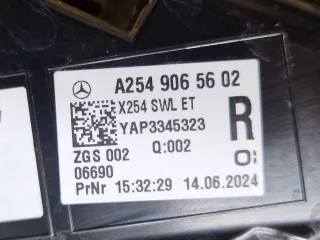 A254 906 56 02
X254 SWL ET
YAP3345323
R
ZGS 002 Q:002
06690
PrNr 15:32:29 14.06.2024